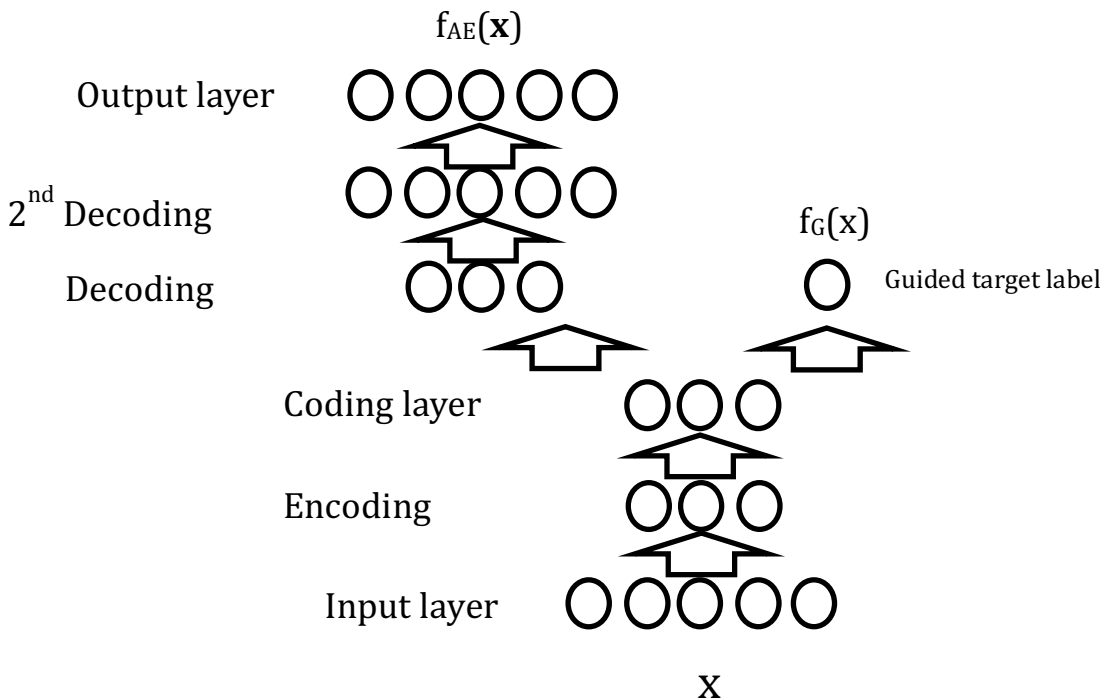 f_AE(x)
Output layer
2^nd Decoding
f_G(x)
Decoding
Guided target label
Coding layer
Encoding
Input layer
x